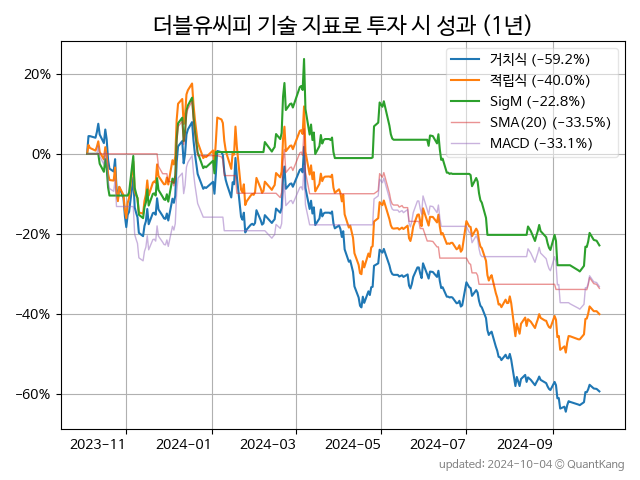 더블유씨피 기술 지표로 투자 시 성과 (1년)
거치식 (−59.2%)
적립식 (−40.0%)
SigM (−22.8%)
SMA(20) (−33.5%)
MACD (−33.1%)
20%
0%
−20%
−40%
−60%
2023-11 2024-01 2024-03 2024-05 2024-07 2024-09
updated: 2024-10-04 © QuantKang